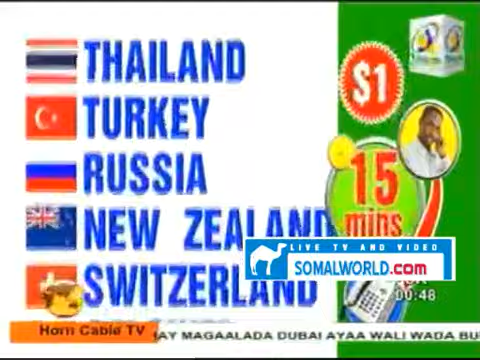 THAILAND
$1
TURKEY
RUSSIA
15
NEW ZEALAND
mins
LIVE TV AND VIDEO
SOMALWORLD.com
SWITZERLAND
00:48
Horn Cable TV
AY MAGAALADA DUBAI AYAA WALI WADA BU